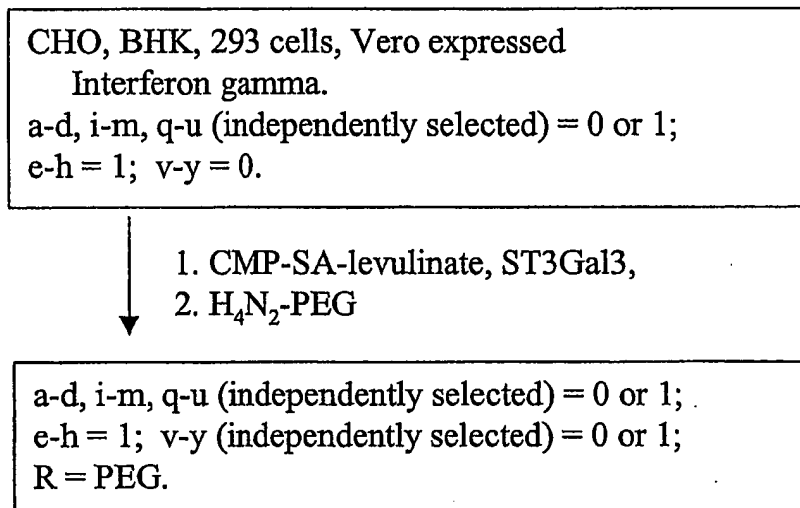 CHO, BHK, 293 cells, Vero expressed
Interferon gamma.
a-d, i-m, q-u (independently selected) = 0 or 1;
e-h = 1; v-y = 0.
1. CMP-SA-levulinate, ST3Gal3,
2. H₄N₂-PEG
a-d, i-m, q-u (independently selected) = 0 or 1;
e-h = 1; v-y (independently selected) = 0 or 1;
R = PEG.